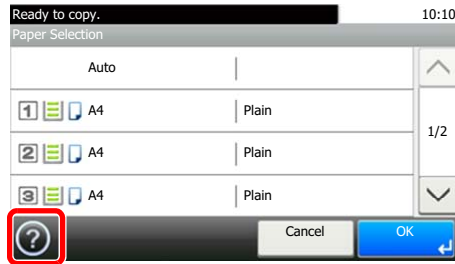 Ready to copy. 10:10
Paper Selection
Auto
1 A4 Plain
1/2
2 A4 Plain
3 A4 Plain
? Cancel OK